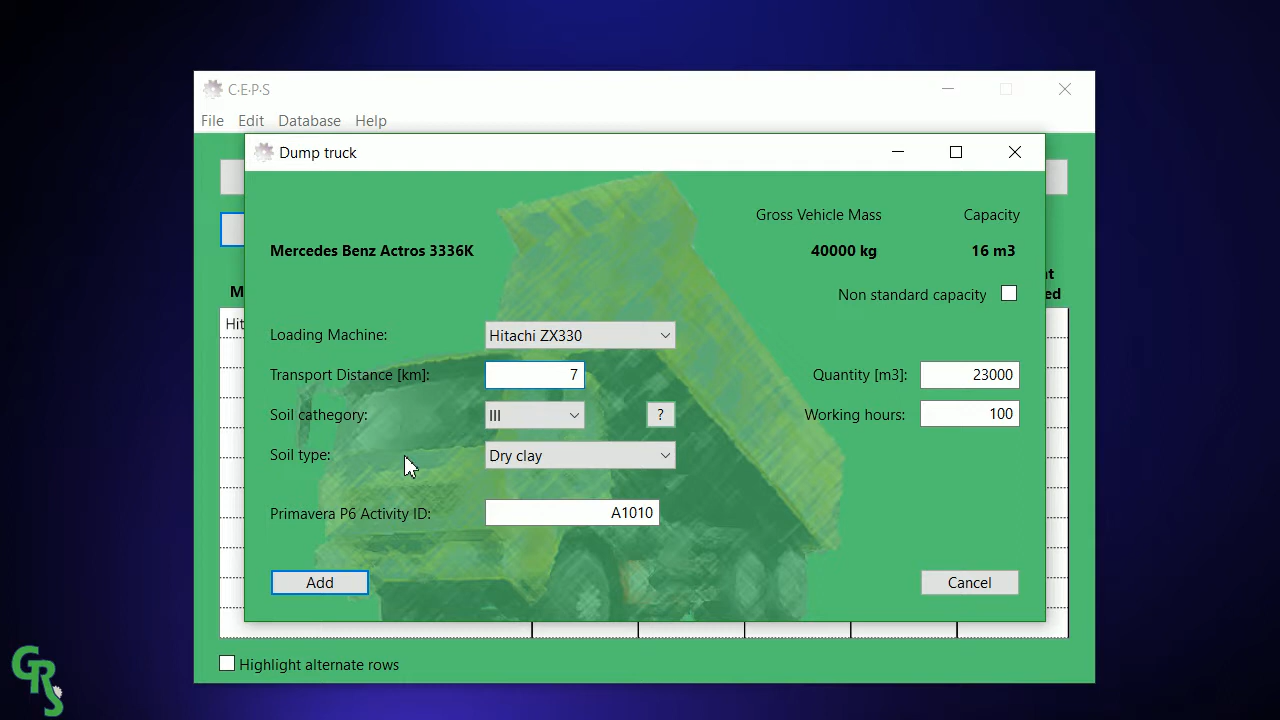 C·E·P·S
File Edit Database Help
Dump truck
Gross Vehicle Mass Capacity
Mercedes Benz Actros 3336K 40000 kg 16 m3
Non standard capacity
Loading Machine: Hitachi ZX330
Transport Distance [km]: 7 Quantity [m3]: 23000
Soil cathegory: III ? Working hours: 100
Soil type: Dry clay
Primavera P6 Activity ID: A1010
Add Cancel
Highlight alternate rows
GRS